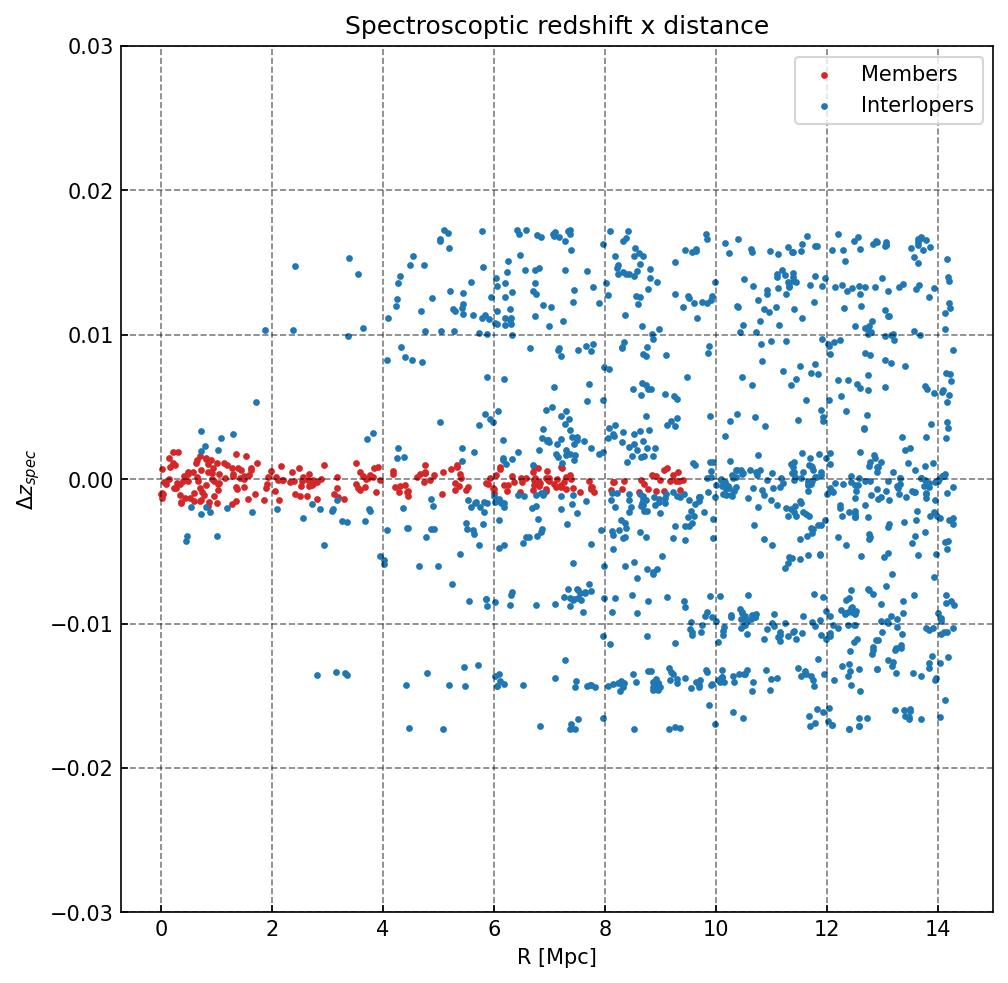 Spectroscoptic redshift x distance
Members
Interlopers
0.03
0.02
0.01
0.00
−0.01
−0.02
−0.03
Δz_spec
0 2 4 6 8 10 12 14
R [Mpc]